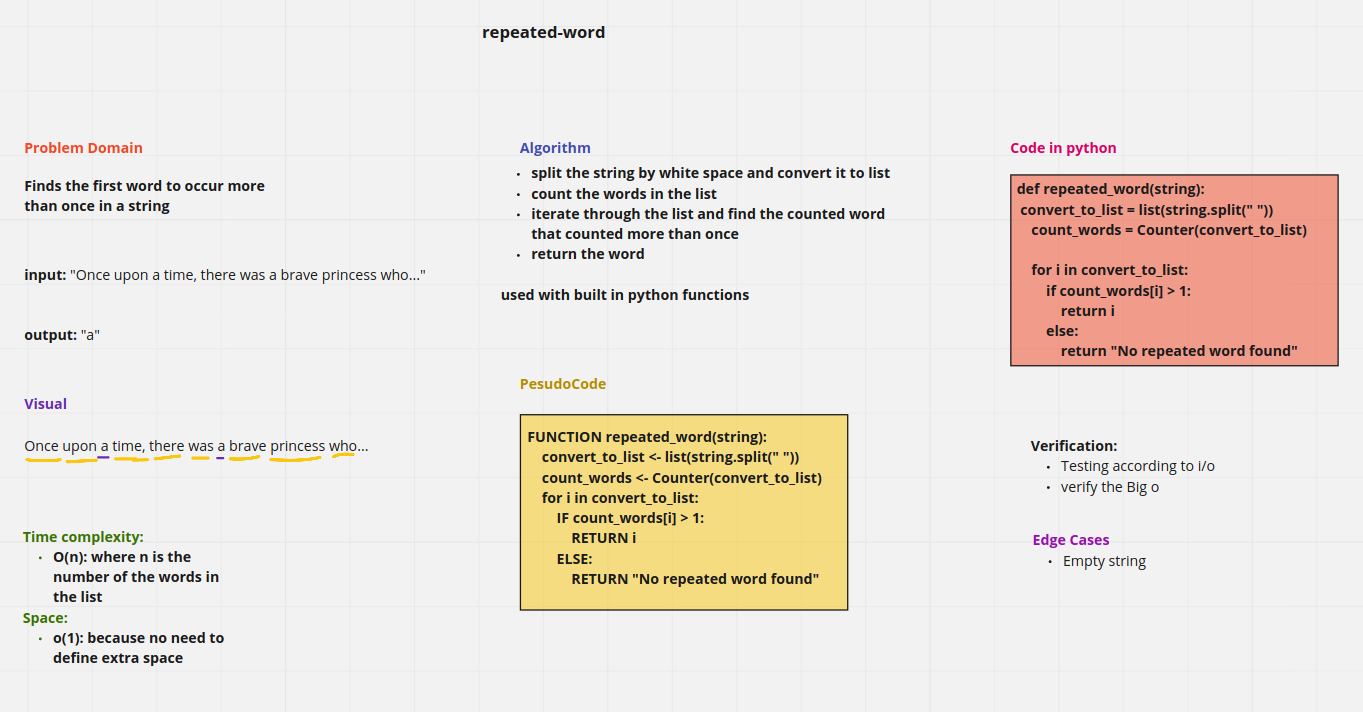 repeated-word
Problem Domain
Finds the first word to occur more
than once in a string
input: "Once upon a time, there was a brave princess who..."
output: "a"
Visual
Once upon a time, there was a brave princess who...
Time complexity:
• O(n): where n is the
number of the words in
the list
Space:
• o(1): because no need to
define extra space
Algorithm
• split the string by white space and convert it to list
• count the words in the list
• iterate through the list and find the counted word
that counted more than once
• return the word
used with built in python functions
PesudoCode
FUNCTION repeated_word(string):
convert_to_list <- list(string.split(" "))
count_words <- Counter(convert_to_list)
for i in convert_to_list:
IF count_words[i] > 1:
RETURN i
ELSE:
RETURN "No repeated word found"
Code in python
def repeated_word(string):
convert_to_list = list(string.split(" "))
count_words = Counter(convert_to_list)
for i in convert_to_list:
if count_words[i] > 1:
return i
else:
return "No repeated word found"
Verification:
• Testing according to i/o
• verify the Big o
Edge Cases
• Empty string